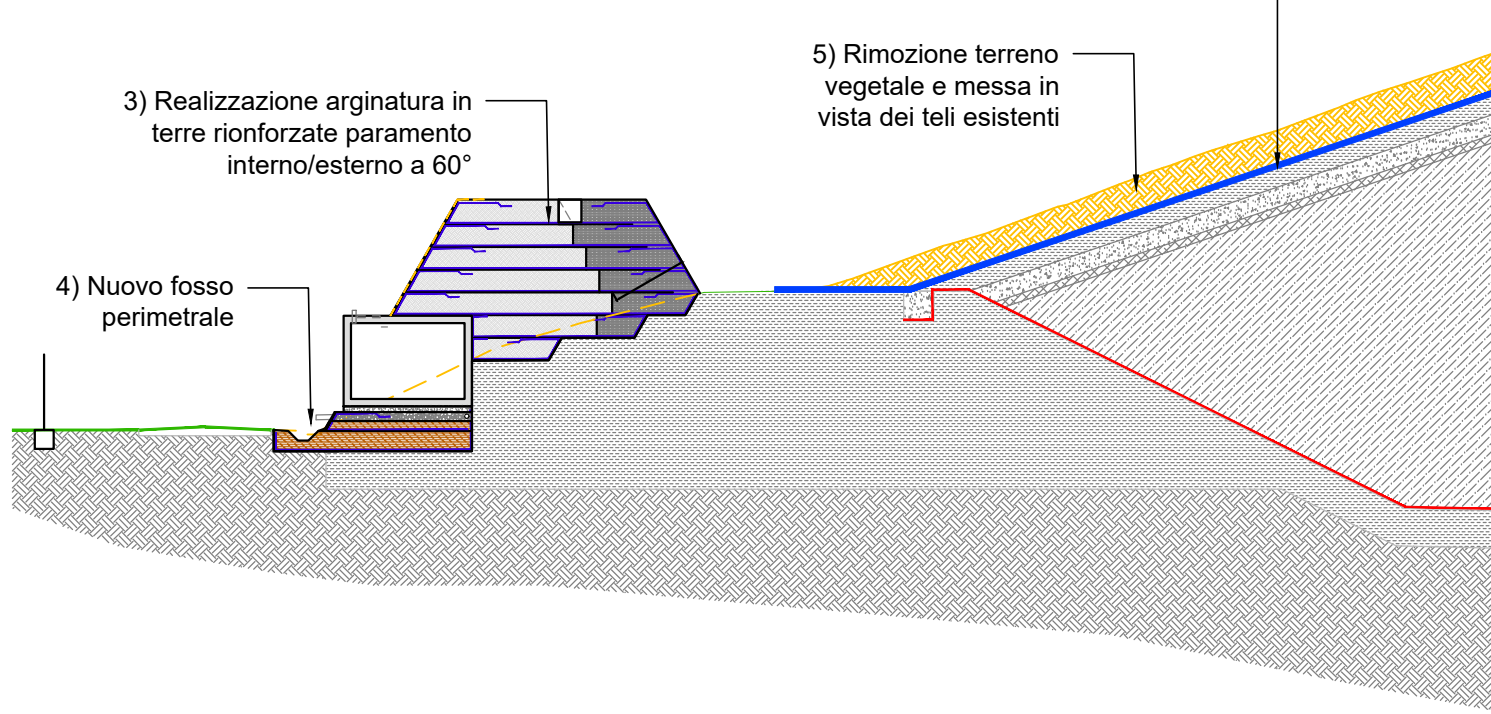 5) Rimozione terreno
vegetale e messa in
vista dei teli esistenti
3) Realizzazione arginatura in
terre rionforzate paramento
interno/esterno a 60°
4) Nuovo fosso
perimetrale